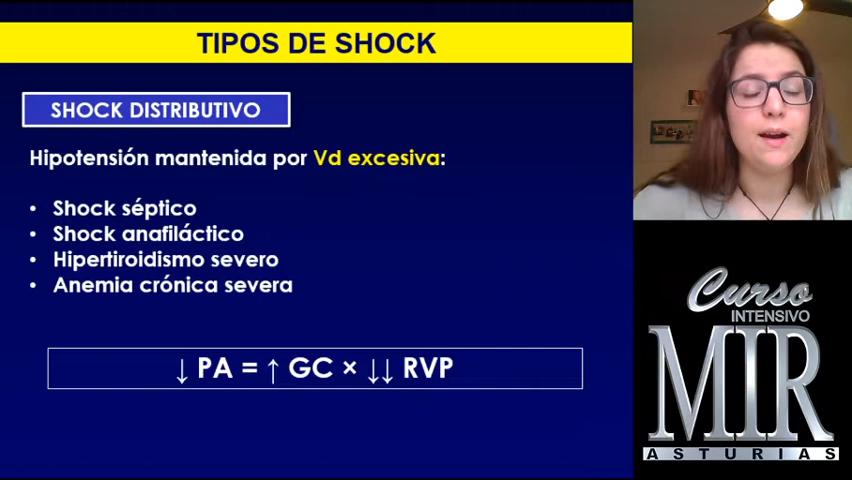 TIPOS DE SHOCK
SHOCK DISTRIBUTIVO
Hipotensión mantenida por Vd excesiva:
• Shock séptico
• Shock anafiláctico
• Hipertiroidismo severo
• Anemia crónica severa
↓ PA = ↑ GC × ↓↓ RVP
Curso
INTENSIVO
MIR
ASTURIAS